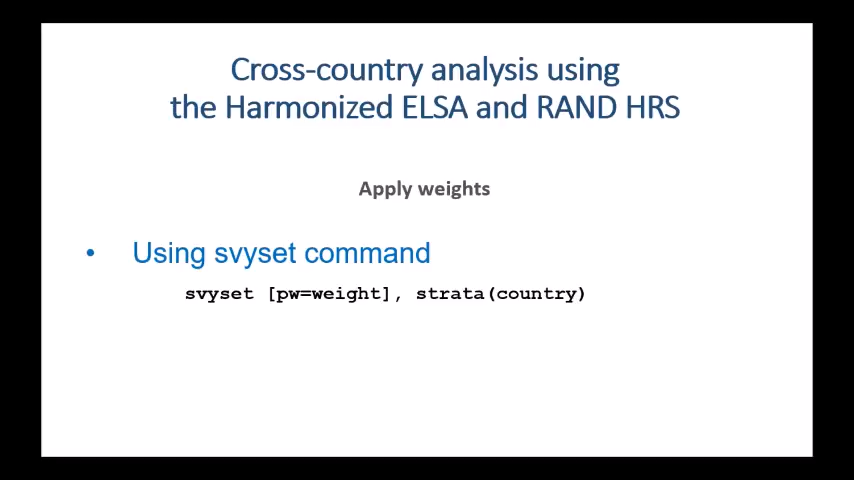 Cross-country analysis using
the Harmonized ELSA and RAND HRS
Apply weights
• Using svyset command
svyset [pw=weight], strata(country)